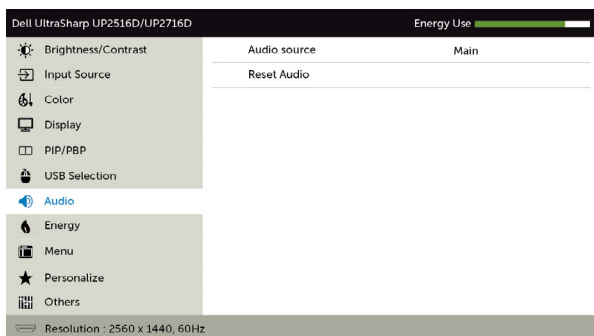 Dell UltraSharp UP2516D/UP2716D Energy Use
Brightness/Contrast Audio source Main
Input Source Reset Audio
Color
Display
PIP/PBP
USB Selection
Audio
Energy
Menu
Personalize
Others
Resolution : 2560 x 1440, 60Hz